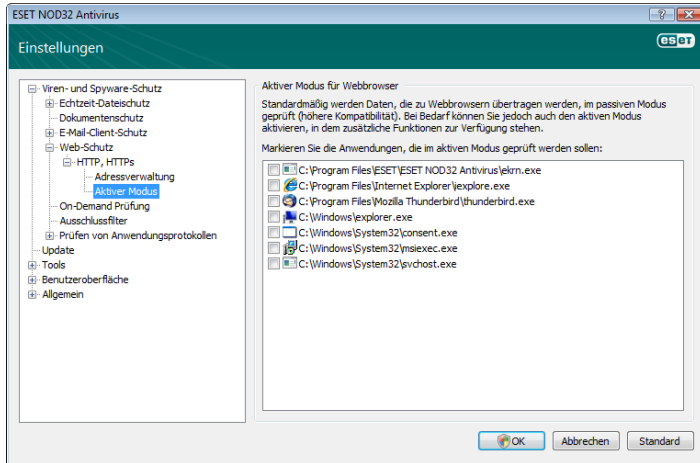 ESET NOD32 Antivirus
Einstellungen
eseT
Viren- und Spyware-Schutz
Echtzeit-Dateischutz
Dokumentenschutz
E-Mail-Client-Schutz
Web-Schutz
HTTP, HTTPs
Adressverwaltung
Aktiver Modus
On-Demand Prüfung
Ausschlussfilter
Prüfen von Anwendungsprotokollen
Update
Tools
Benutzeroberfläche
Allgemein
Aktiver Modus für Webbrowser
Standardmäßig werden Daten, die zu Webbrowsern übertragen werden, im passiven Modus
geprüft (höhere Kompatibilität). Bei Bedarf können Sie jedoch auch den aktiven Modus
aktivieren, in dem zusätzliche Funktionen zur Verfügung stehen.
Markieren Sie die Anwendungen, die im aktiven Modus geprüft werden sollen:
C:\Program Files\ESET\ESET NOD32 Antivirus\ekrn.exe
C:\Program Files\Internet Explorer\iexplore.exe
C:\Program Files\Mozilla Thunderbird\thunderbird.exe
C:\Windows\explorer.exe
C:\Windows\System32\consent.exe
C:\Windows\System32\msiexec.exe
C:\Windows\System32\svchost.exe
OK
Abbrechen
Standard